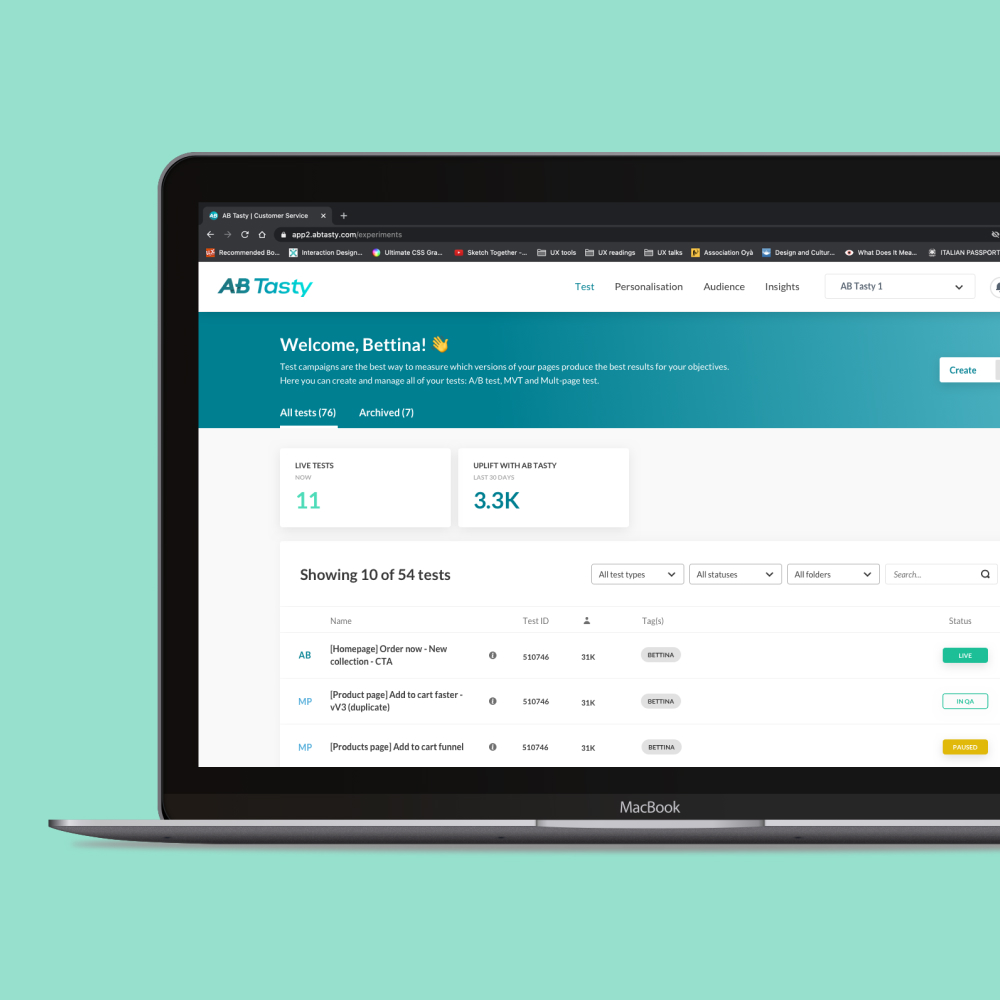 AB AB Tasty | Customer Service × +
app2.abtasty.com/experiments
Recommended Bo... Interaction Design... Ultimate CSS Gra... Sketch Together -... UX tools UX readings UX talks Association Oyà Design and Cultur... What Does It Mea... ITALIAN PASSPORT
AB Tasty Test Personalisation Audience Insights AB Tasty 1
Welcome, Bettina! 👋
Test campaigns are the best way to measure which versions of your pages produce the best results for your objectives.
Here you can create and manage all of your tests: A/B test, MVT and Mult-page test.
Create
All tests (76) Archived (7)
LIVE TESTS
NOW
11
UPLIFT WITH AB TASTY
LAST 30 DAYS
3.3K
Showing 10 of 54 tests All test types All statuses All folders Search...
Name Test ID Tag(s) Status
AB [Homepage] Order now - New
collection - CTA
510746 31K BETTINA LIVE
MP [Product page] Add to cart faster -
vV3 (duplicate)
510746 31K BETTINA IN QA
MP [Products page] Add to cart funnel 510746 31K BETTINA PAUSED
MacBook